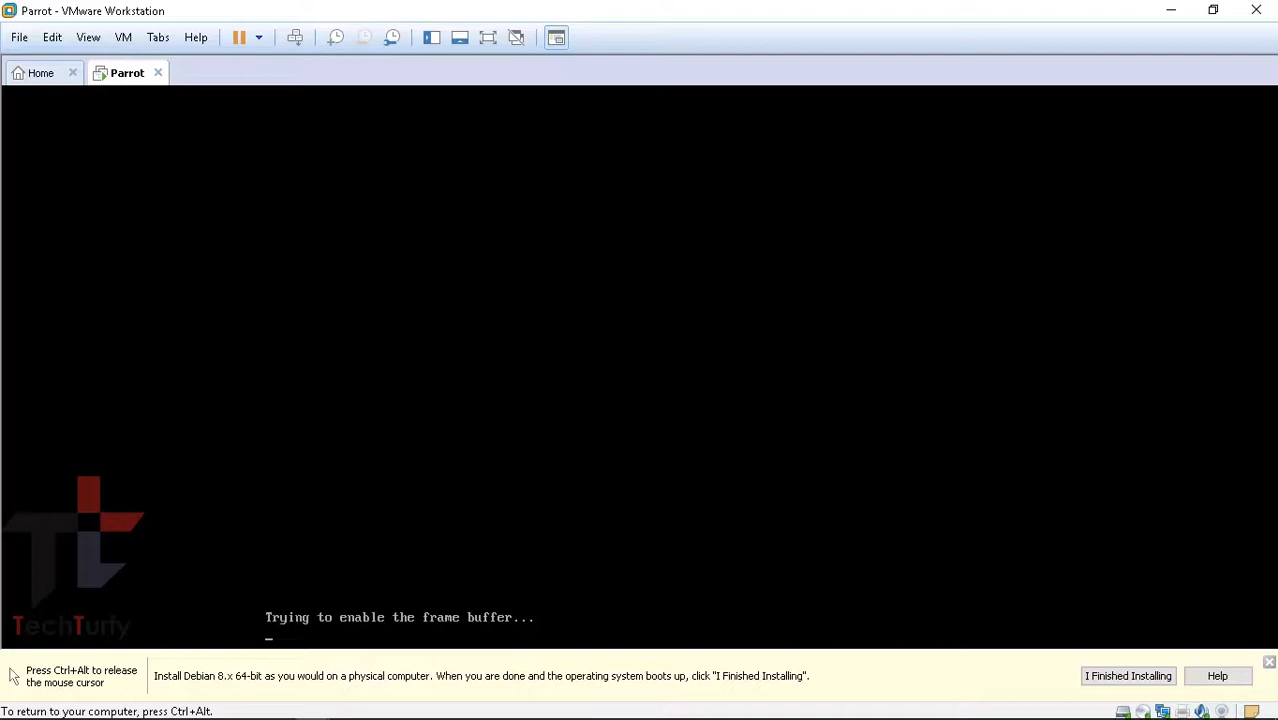 Parrot - VMware Workstation
File Edit View VM Tabs Help
Home Parrot
Trying to enable the frame buffer...
TechTurfy
Press Ctrl+Alt to release
the mouse cursor
Install Debian 8.x 64-bit as you would on a physical computer. When you are done and the operating system boots up, click "I Finished Installing".
I Finished Installing Help
To return to your computer, press Ctrl+Alt.